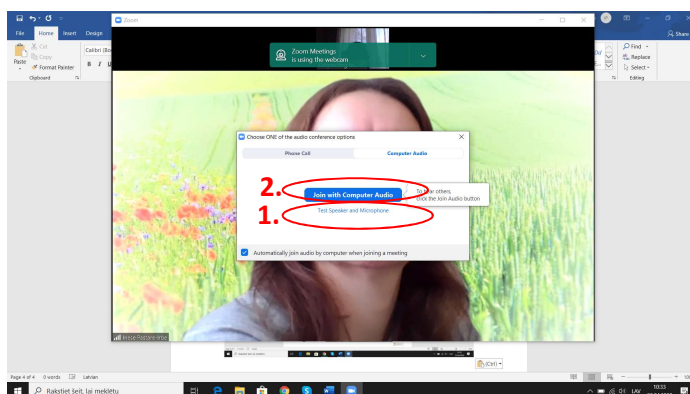 File Home Insert Design
Share
Cut
Copy
Format Painter
Paste
Clipboard
Calibri (Bo
B I U
Find
Replace
Select
Editing
Zoom
Zoom Meetings
is using the webcam
Choose ONE of the audio conference options
Phone Call Computer Audio
2. Join with Computer Audio
To hear others,
click the Join Audio button
1. Test Speaker and Microphone
Automatically join audio by computer when joining a meeting
(Ctrl)
Page 4 of 4 0 words Latvian
Rakstiet šeit, lai meklētu
LAV 10:33